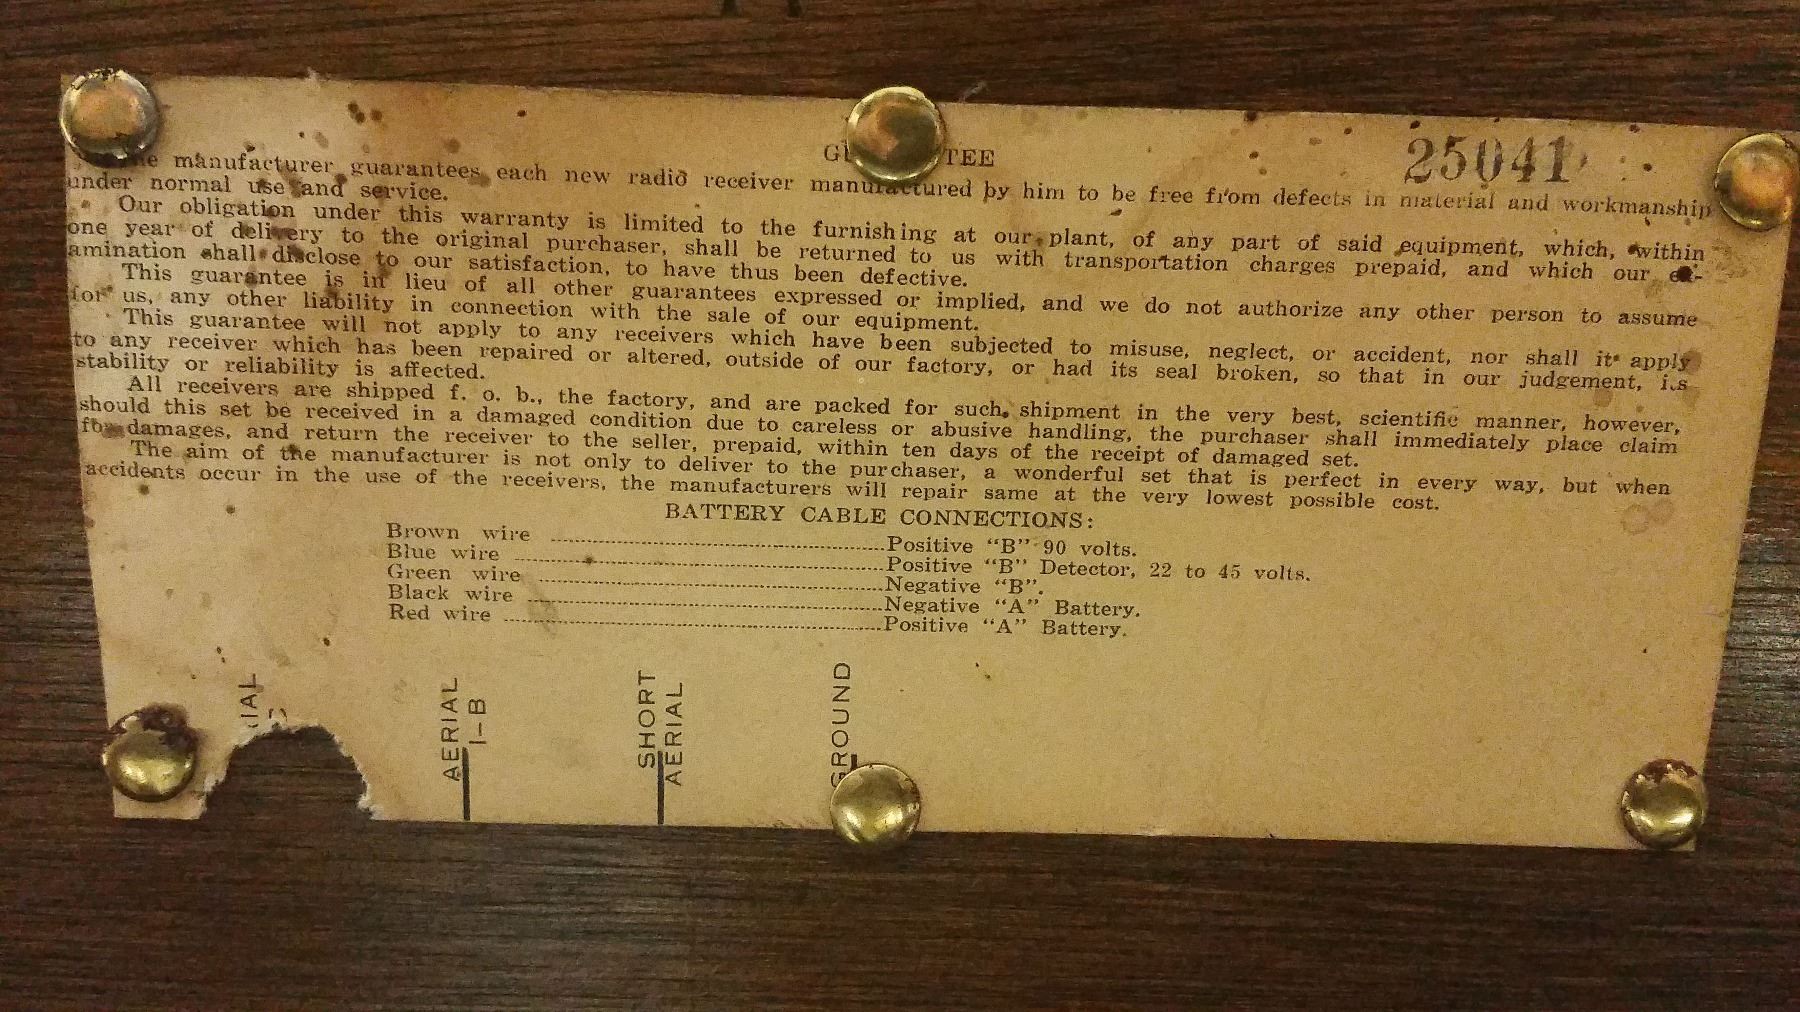 25041
The manufacturer guarantees each new radio receiver manufactured by him to be free from defects in material and workmanship
under normal use and service.
Our obligation under this warranty is limited to the furnishing at our plant, of any part of said equipment, which, within
one year of delivery to the original purchaser, shall be returned to us with transportation charges prepaid, and which our ex-
amination shall disclose to our satisfaction, to have thus been defective.
This guarantee is in lieu of all other guarantees expressed or implied, and we do not authorize any other person to assume
for us, any other liability in connection with the sale of our equipment.
This guarantee will not apply to any receivers which have been subjected to misuse, neglect, or accident, nor shall it apply
to any receiver which has been repaired or altered, outside of our factory, or had its seal broken, so that in our judgement, its
stability or reliability is affected.
All receivers are shipped f. o. b., the factory, and are packed for such shipment in the very best, scientific manner, however,
should this set be received in a damaged condition due to careless or abusive handling, the purchaser shall immediately place claim
for damages, and return the receiver to the seller, prepaid, within ten days of the receipt of damaged set.
The aim of the manufacturer is not only to deliver to the purchaser, a wonderful set that is perfect in every way, but when
accidents occur in the use of the receivers, the manufacturers will repair same at the very lowest possible cost.
BATTERY CABLE CONNECTIONS:
Brown wire ........ Positive "B" 90 volts.
Blue wire ........ Positive "B" Detector, 22 to 45 volts.
Green wire ........ Negative "B".
Black wire ........ Negative "A" Battery.
Red wire ........ Positive "A" Battery.
AERIAL
1-B
SHORT
AERIAL
GROUND